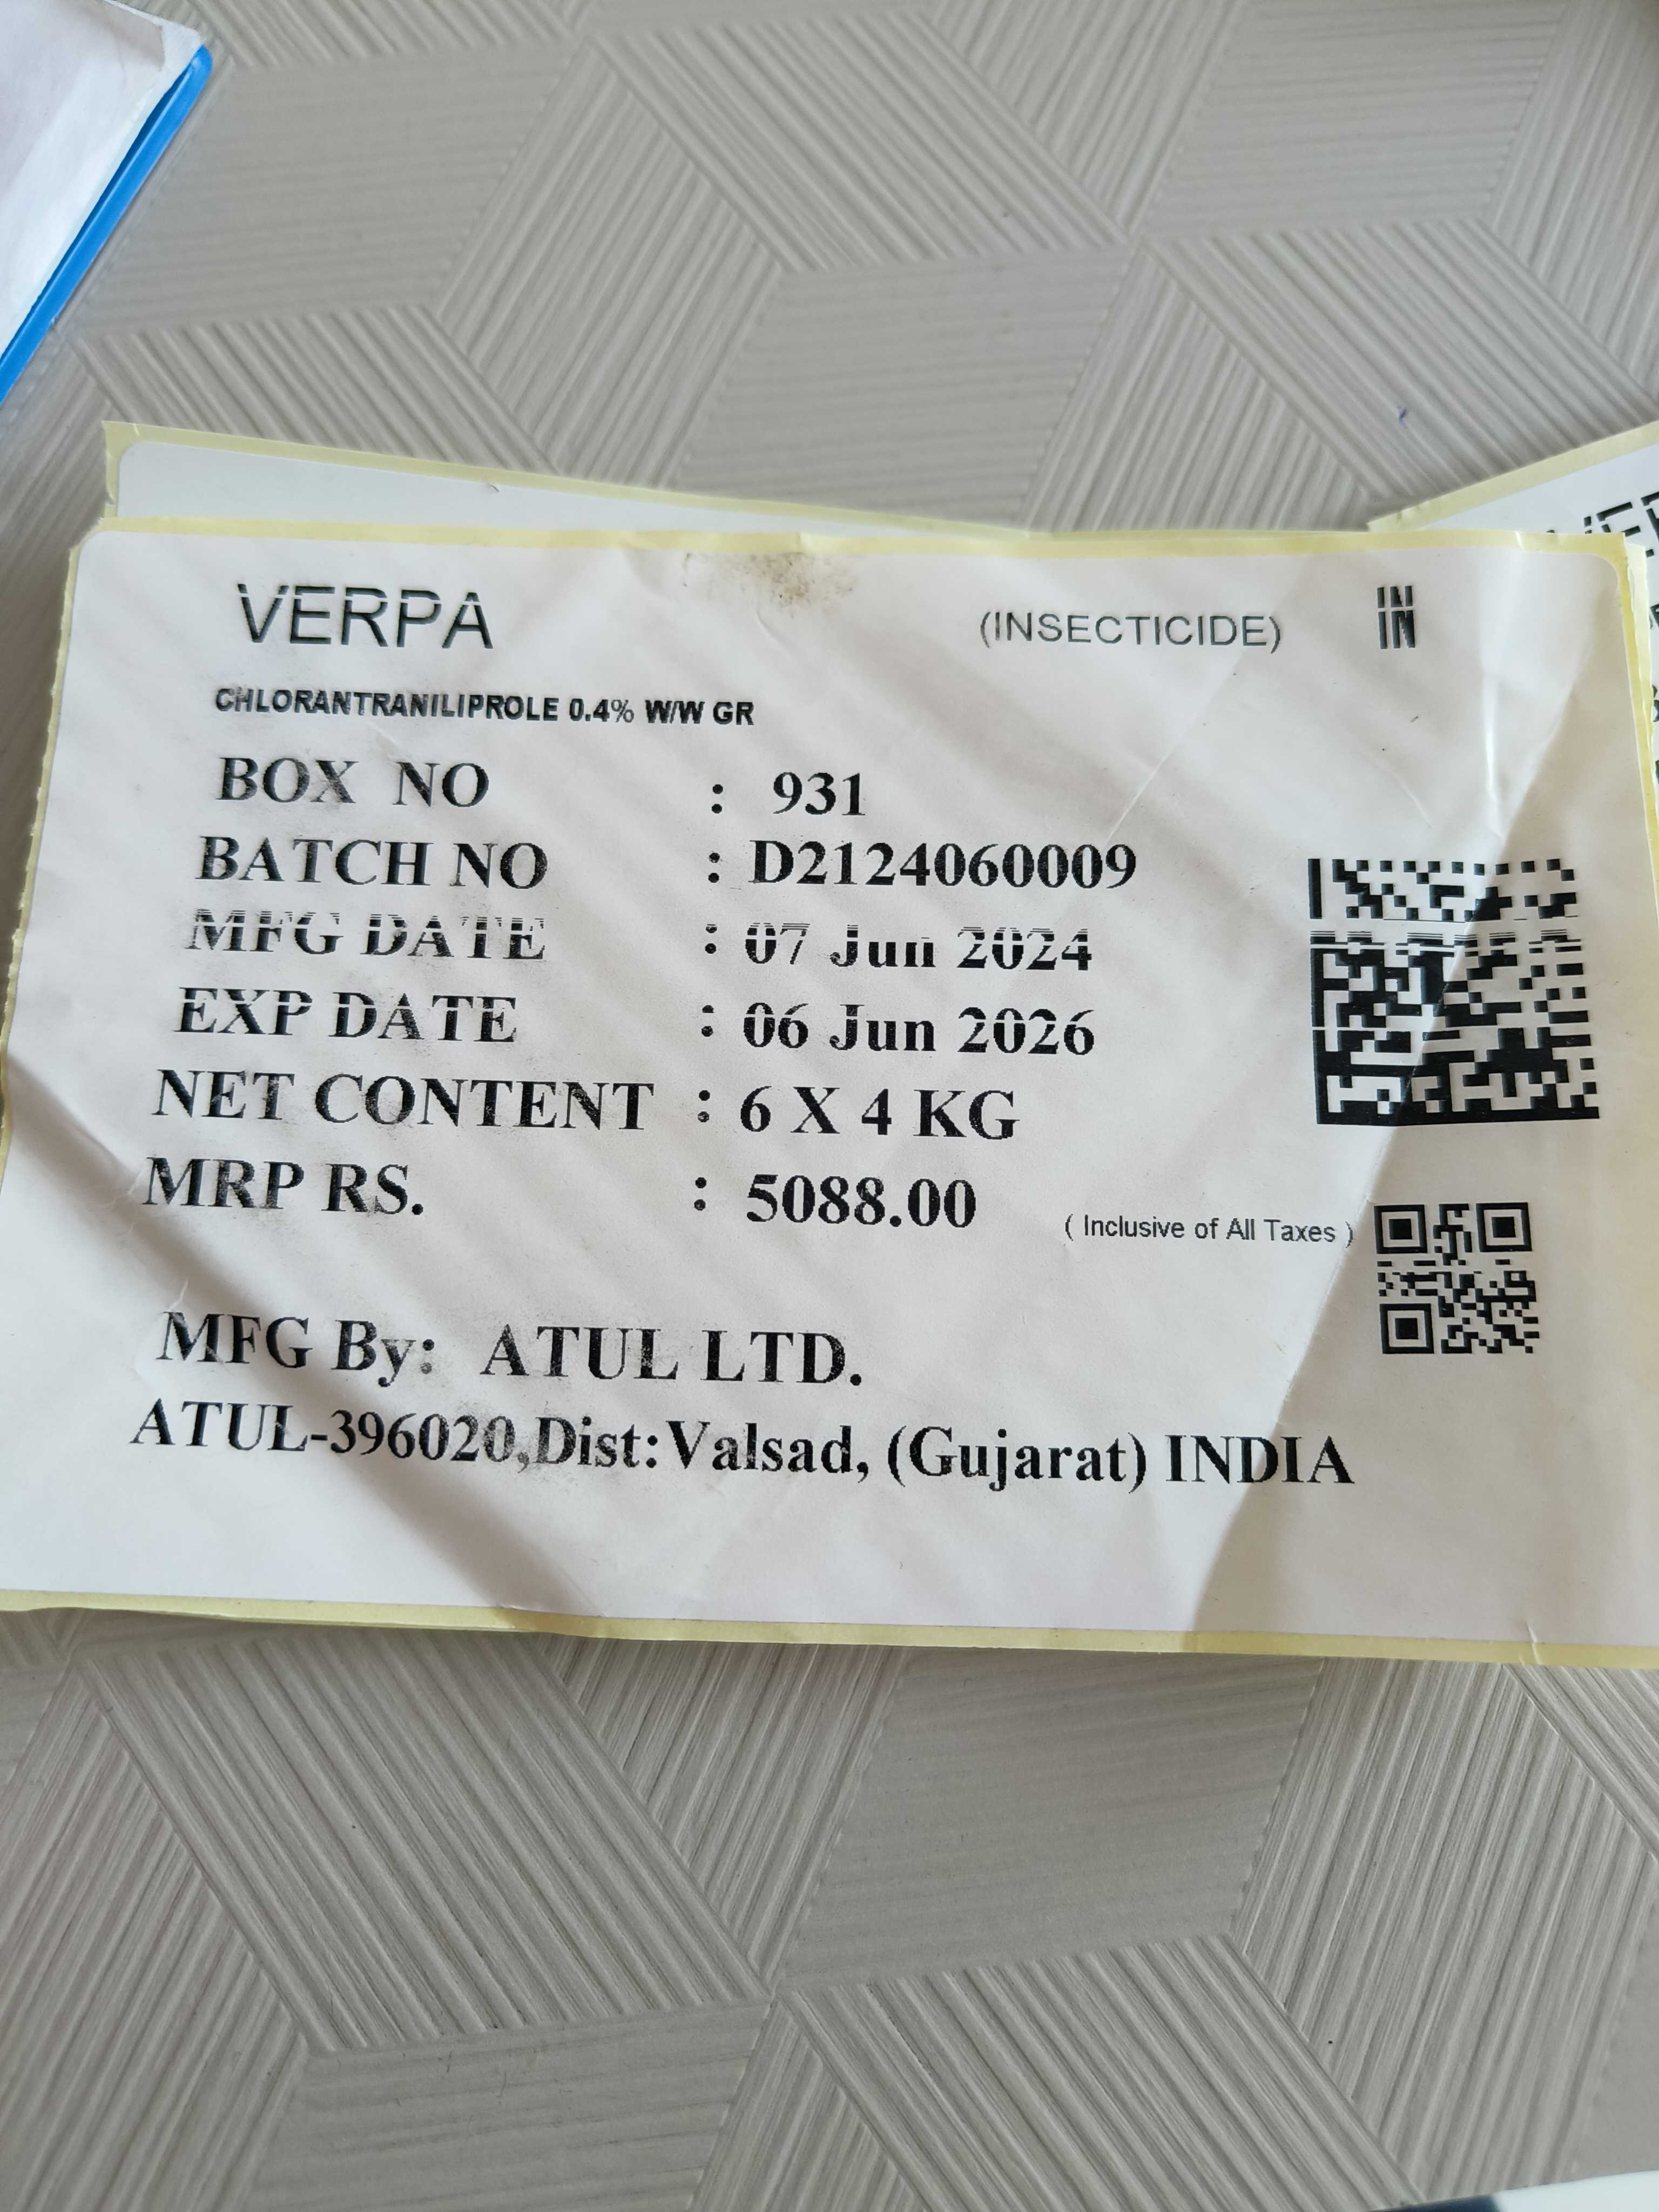 VERPA (INSECTICIDE) IN
CHLORANTRANILIPROLE 0.4% W/W GR
BOX NO : 931
BATCH NO : D2124060009
MFG DATE : 07 Jun 2024
EXP DATE : 06 Jun 2026
NET CONTENT : 6 X 4 KG
MRP RS. : 5088.00 ( Inclusive of All Taxes )
MFG By: ATUL LTD.
ATUL-396020,Dist:Valsad, (Gujarat) INDIA